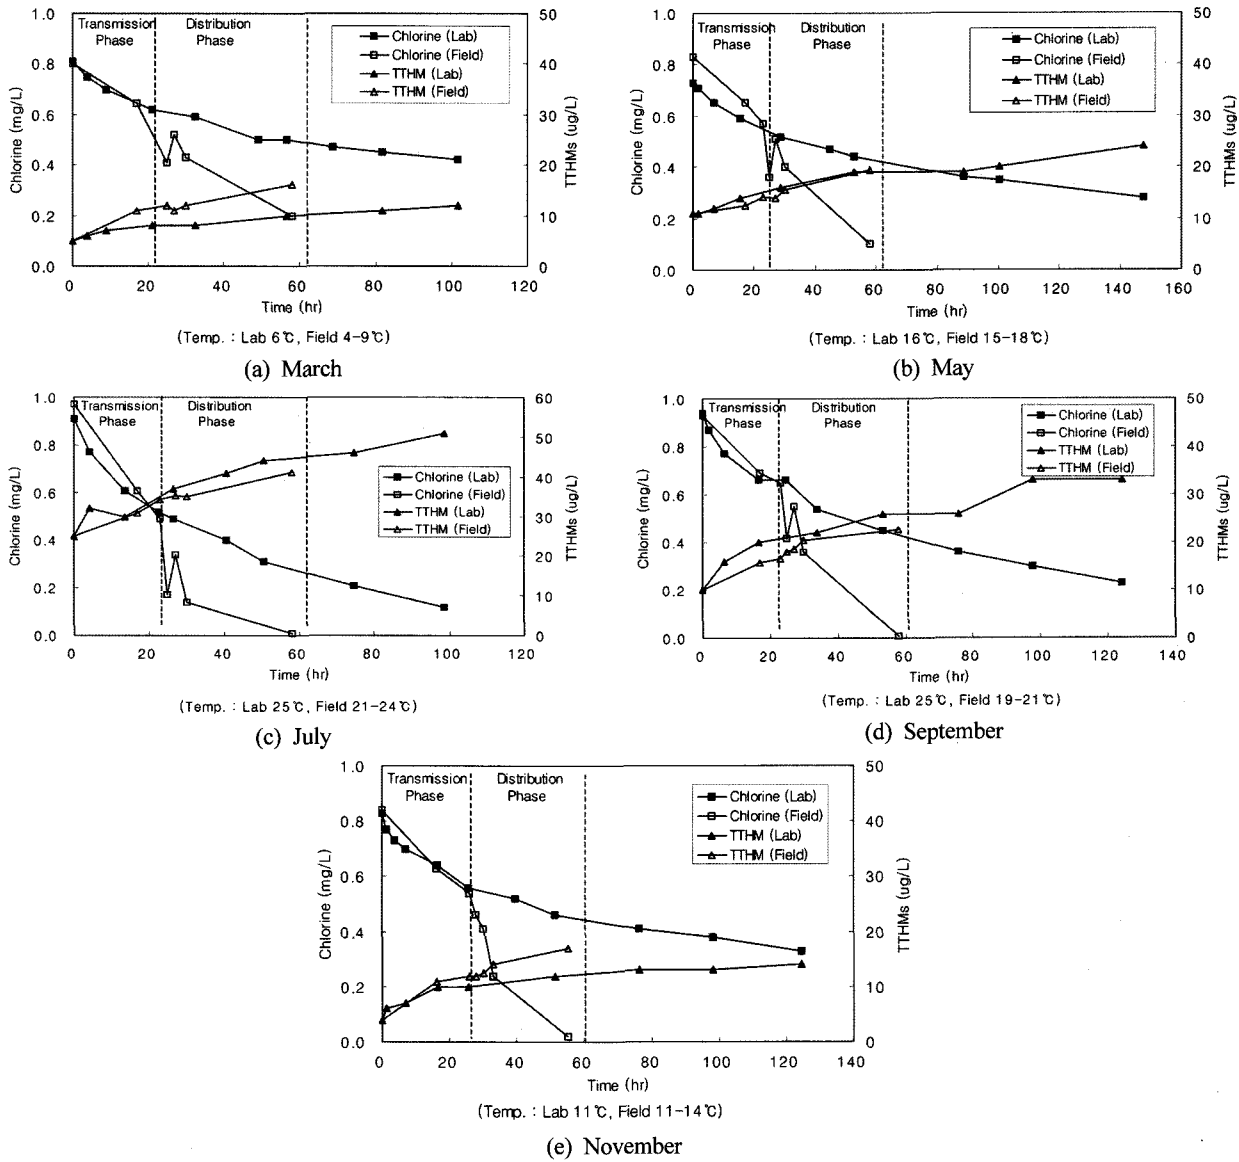 Transmission Distribution
Phase Phase
Chlorine (Lab)
Chlorine (Field)
TTHM (Lab)
TTHM (Field)
1.0
0.8
0.6
0.4
0.2
0.0
Chlorine (mg/L)
50
40
30
20
10
0
TTHMs (ug/L)
0 20 40 60 80 100 120
Time (hr)
(Temp. : Lab 6℃, Field 4-9℃)
(a) March
Transmission Distribution
Phase Phase
Chlorine (Lab)
Chlorine (Field)
TTHM (Lab)
TTHM (Field)
1.0
0.8
0.6
0.4
0.2
0.0
Chlorine (mg/L)
50
40
30
20
10
0
TTHMs (ug/L)
0 20 40 60 80 100 120 140 160
Time (hr)
(Temp. : Lab 16℃, Field 15-18℃)
(b) May
Transmission Distribution
Phase Phase
Chlorine (Lab)
Chlorine (Field)
TTHM (Lab)
TTHM (Field)
1.0
0.8
0.6
0.4
0.2
0.0
Chlorine (mg/L)
60
50
40
30
20
10
0
TTHMs (ug/L)
0 20 40 60 80 100 120
Time (hr)
(Temp. : Lab 25℃, Field 21-24℃)
(c) July
Transmission Distribution
Phase Phase
Chlorine (Lab)
Chlorine (Field)
TTHM (Lab)
TTHM (Field)
1.0
0.8
0.6
0.4
0.2
0.0
Chlorine (mg/L)
50
40
30
20
10
0
TTHMs (ug/L)
0 20 40 60 80 100 120 140
Time (hr)
(Temp. : Lab 25℃, Field 19-21℃)
(d) September
Transmission Distribution
Phase Phase
Chlorine (Lab)
Chlorine (Field)
TTHM (Lab)
TTHM (Field)
1.0
0.8
0.6
0.4
0.2
0.0
Chlorine (mg/L)
50
40
30
20
10
0
TTHMs (ug/L)
0 20 40 60 80 100 120 140
Time (hr)
(Temp. : Lab 11℃, Field 11-14℃)
(e) November